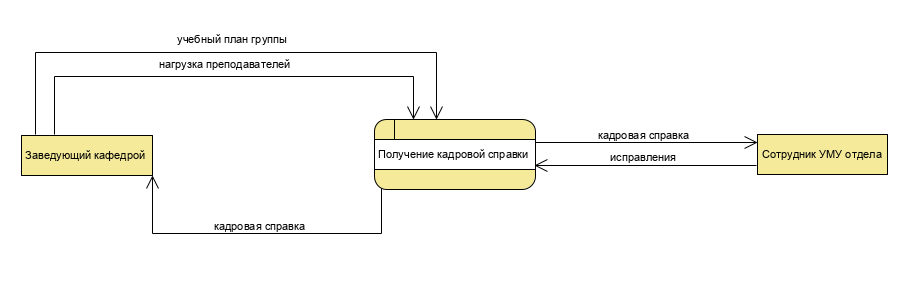 учебный план группы
нагрузка преподавателей
Заведующий кафедрой
Получение кадровой справки
кадровая справка
исправления
Сотрудник УМУ отдела
кадровая справка